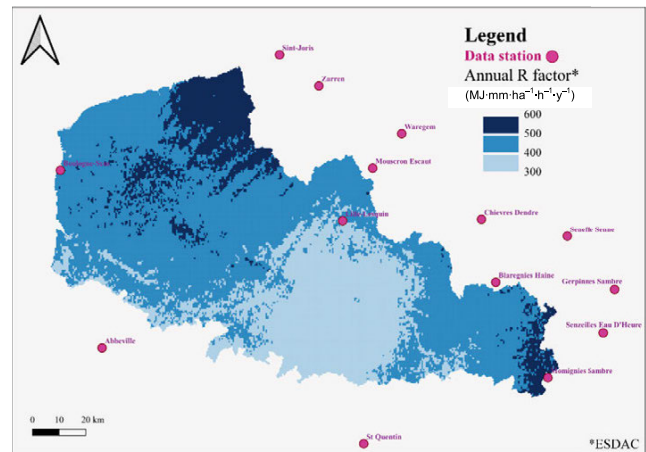 Sint-Joris
Zarren
Waregem
Mouscron Escaut
Chievres Dendre
Blaregnies Haine
Gerpinnes Sambre
Senzeilles Eau D'Heure
Momignies Sambre
Abbeville
St Quentin
Legend
Data station
Annual R factor*
(MJ·mm·ha⁻¹·h⁻¹·y⁻¹)
600
500
400
300
0 10 20 km
*ESDAC